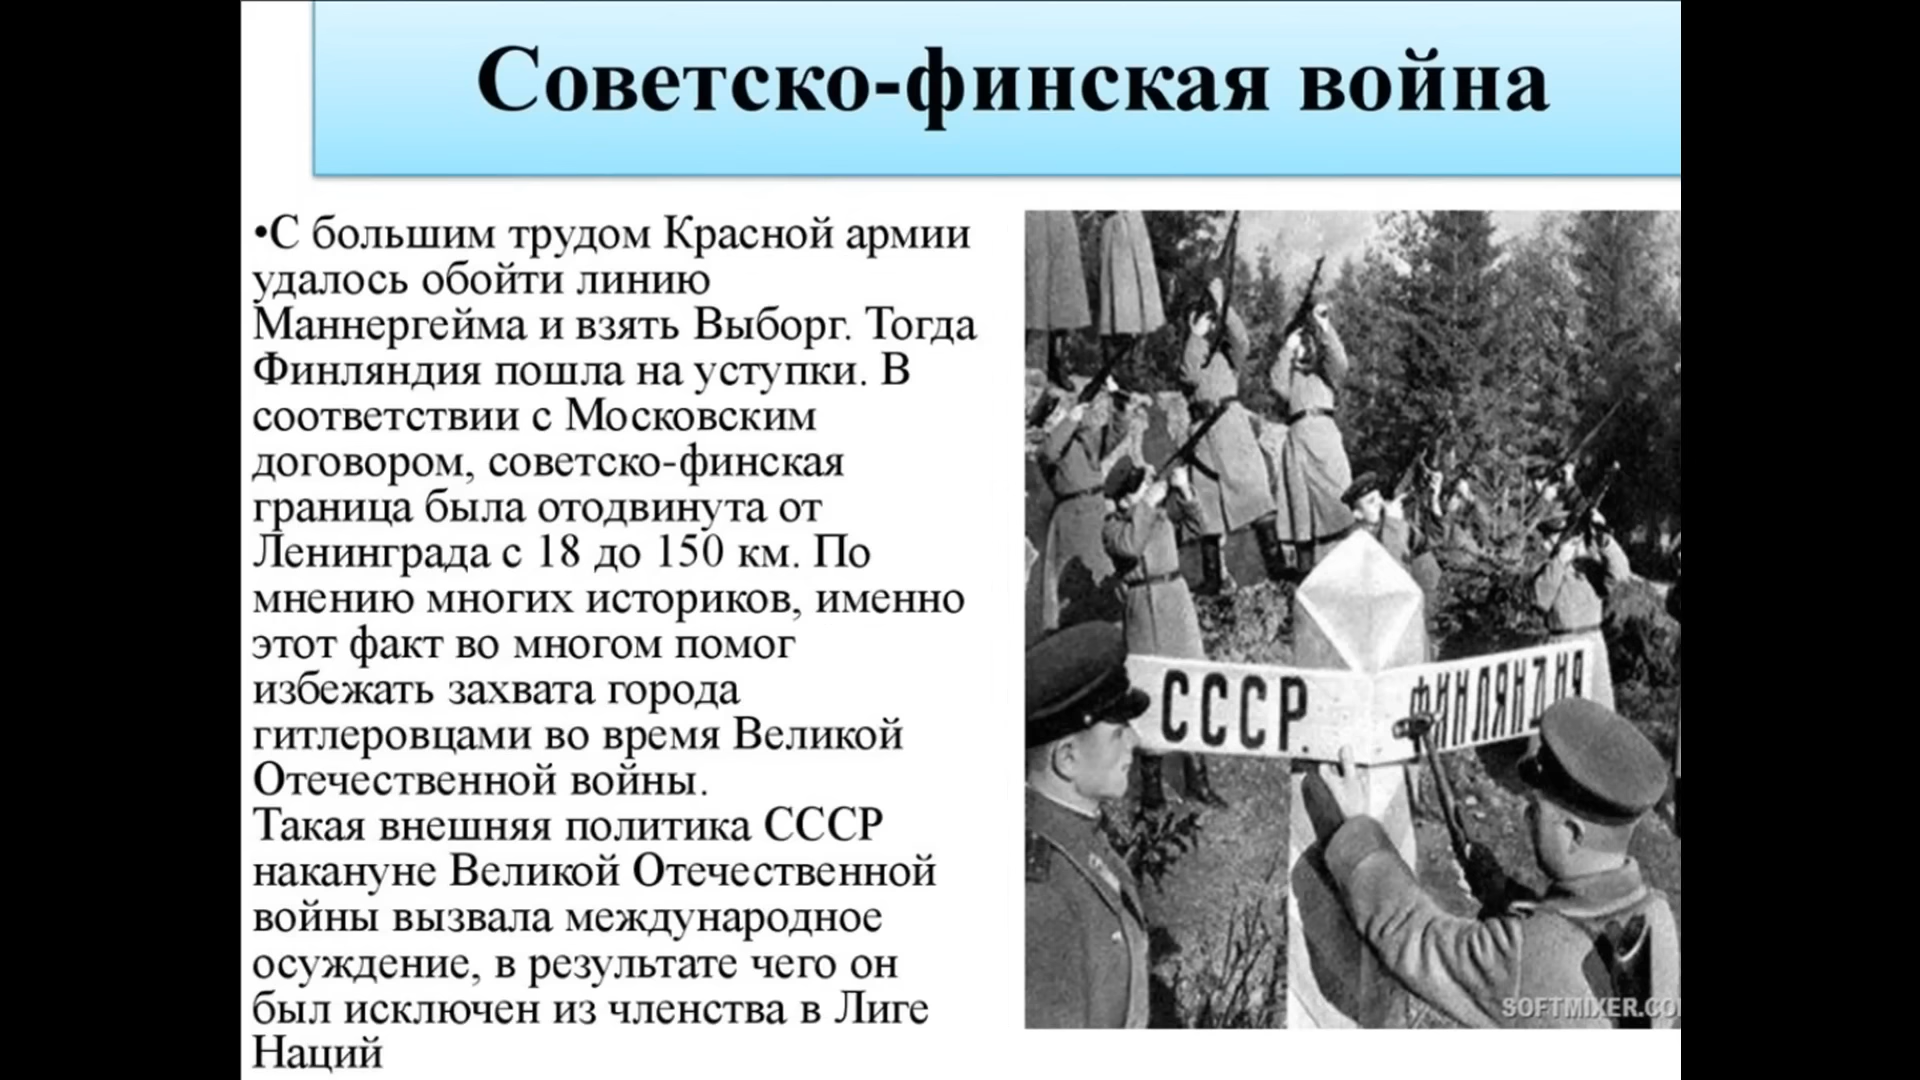 Советско-финская война
•С большим трудом Красной армии
удалось обойти линию
Маннергейма и взять Выборг. Тогда
Финляндия пошла на уступки. В
соответствии с Московским
договором, советско-финская
граница была отодвинута от
Ленинграда с 18 до 150 км. По
мнению многих историков, именно
этот факт во многом помог
избежать захвата города
гитлеровцами во время Великой
Отечественной войны.
Такая внешняя политика СССР
накануне Великой Отечественной
войны вызвала международное
осуждение, в результате чего он
был исключен из членства в Лиге
Наций
СССР.
ФИНЛЯНДИЯ
SOFTMIXER.CO